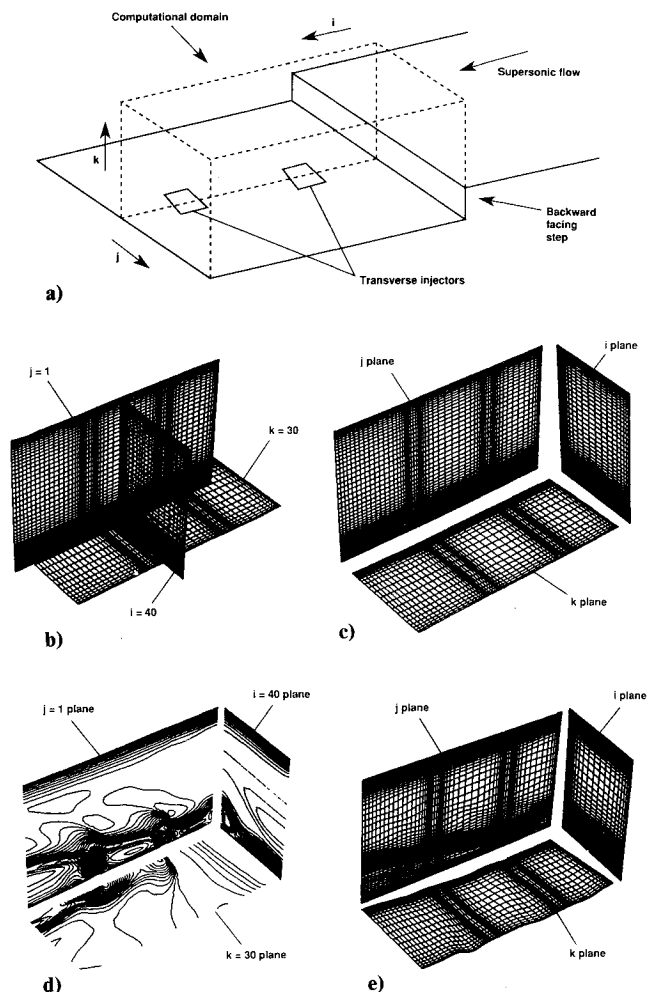 Computational domain
i
Supersonic flow
k
j
Backward
facing
step
Transverse injectors
a)
j = 1
k = 30
i = 40
b)
j plane
i plane
k plane
c)
j = 1 plane
i = 40 plane
k = 30 plane
d)
j plane
i plane
k plane
e)